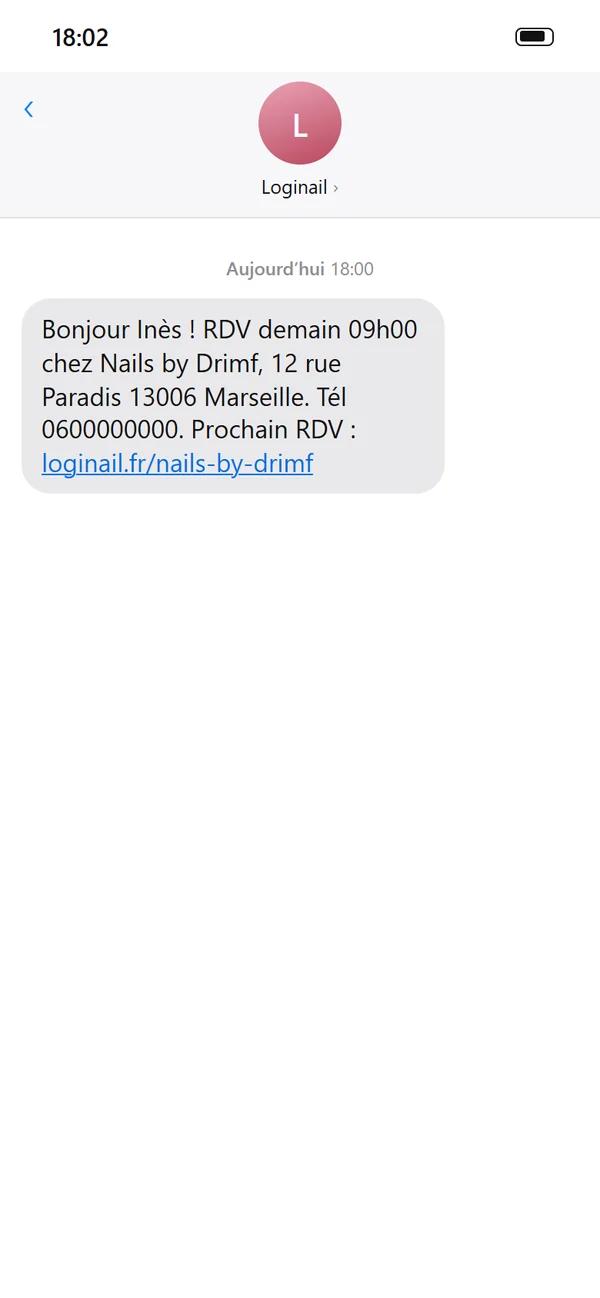 18:02
L
Loginail ›
Aujourd’hui 18:00
Bonjour Inès ! RDV demain 09h00
chez Nails by Drimf, 12 rue
Paradis 13006 Marseille. Tél
0600000000. Prochain RDV :
loginail.fr/nails-by-drimf